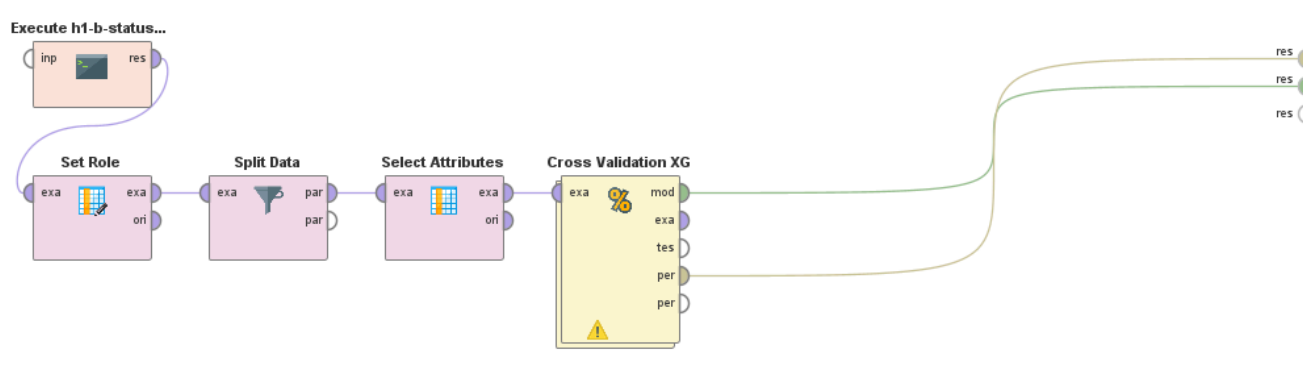 Execute h1-b-status...
inp res
res
res
res
Set Role
exa exa
ori
Split Data
exa par
par
Select Attributes
exa exa
ori
Cross Validation XG
exa mod
exa
tes
per
per